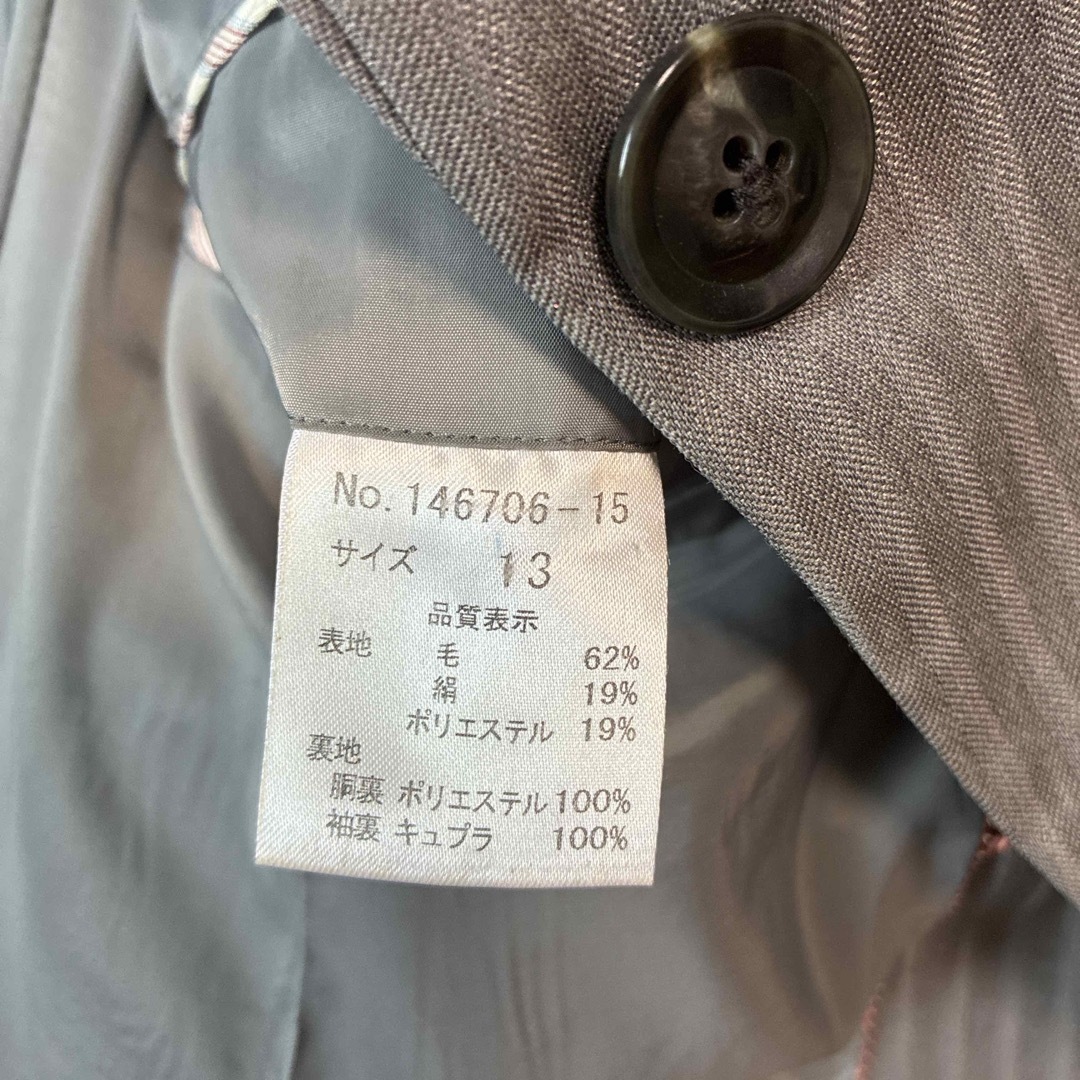 No.146706-15
サイズ 13
品質表示
表地 毛 62%
絹 19%
ポリエステル 19%
裏地
胴裏 ポリエステル 100%
袖裏 キュプラ 100%